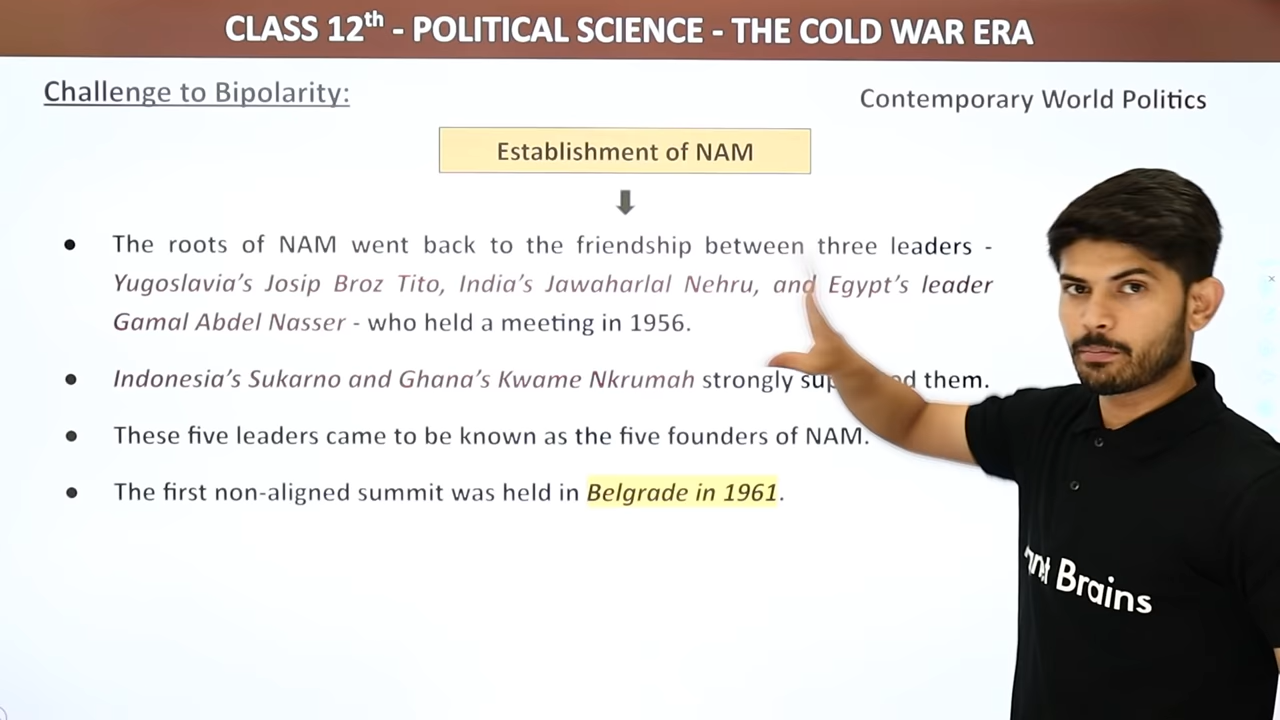 CLASS 12th - POLITICAL SCIENCE - THE COLD WAR ERA
Challenge to Bipolarity:
Contemporary World Politics
Establishment of NAM
The roots of NAM went back to the friendship between three leaders -
Yugoslavia's Josip Broz Tito, India's Jawaharlal Nehru, and Egypt's leader
Gamal Abdel Nasser - who held a meeting in 1956.
Indonesia's Sukarno and Ghana's Kwame Nkrumah strongly them.
These five leaders came to be known as the five founders of NAM.
The first non-aligned summit was held in Belgrade in 1961.
Brains